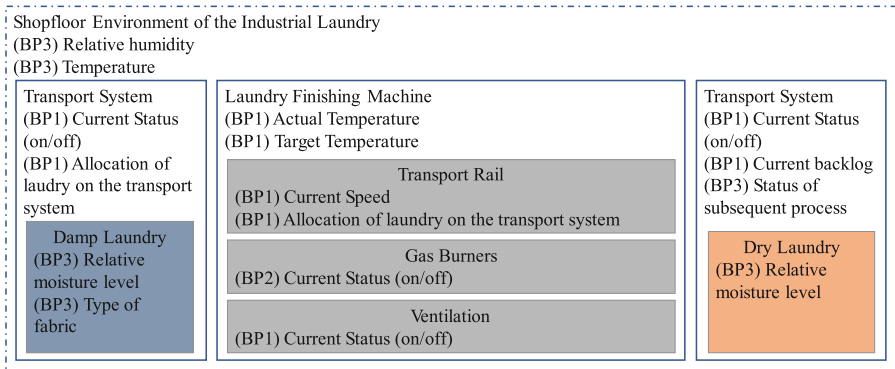 Shopfloor Environment of the Industrial Laundry
(BP3) Relative humidity
(BP3) Temperature
Transport System
(BP1) Current Status
(on/off)
(BP1) Allocation of
laudry on the transport
system
Damp Laundry
(BP3) Relative
moisture level
(BP3) Type of
fabric
Laundry Finishing Machine
(BP1) Actual Temperature
(BP1) Target Temperature
Transport Rail
(BP1) Current Speed
(BP1) Allocation of laundry on the transport system
Gas Burners
(BP2) Current Status (on/off)
Ventilation
(BP1) Current Status (on/off)
Transport System
(BP1) Current Status
(on/off)
(BP1) Current backlog
(BP3) Status of
subsequent process
Dry Laundry
(BP3) Relative
moisture level